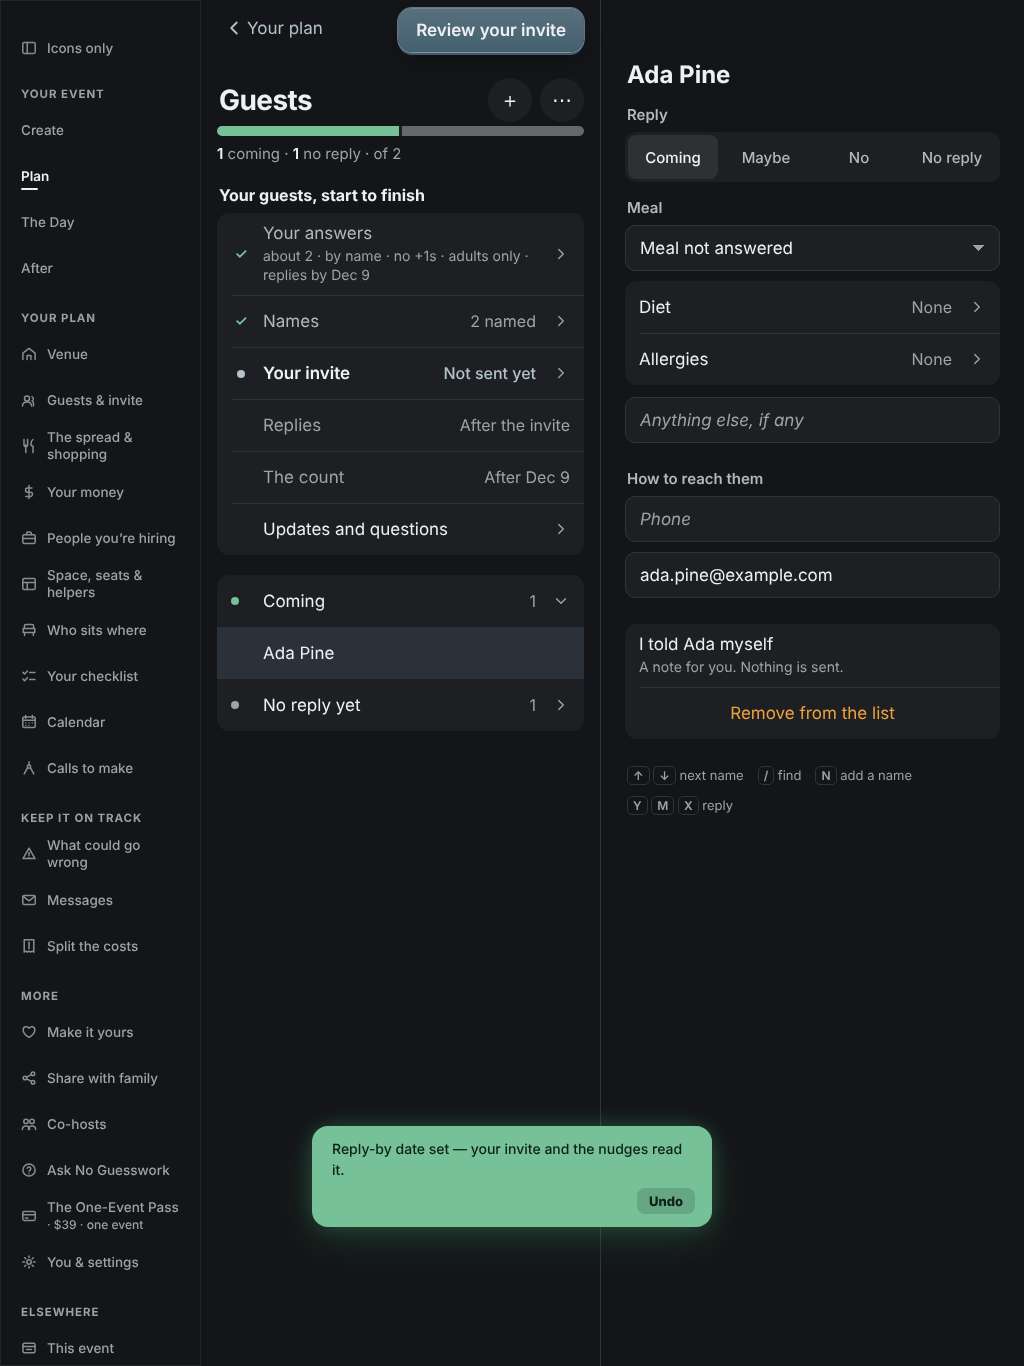 Icons only
YOUR EVENT
Create
Plan
The Day
After
YOUR PLAN
Venue
Guests & invite
The spread &
shopping
Your money
People you're hiring
Space, seats &
helpers
Who sits where
Your checklist
Calendar
Calls to make
KEEP IT ON TRACK
What could go
wrong
Messages
Split the costs
MORE
Make it yours
Share with family
Co-hosts
Ask No Guesswork
The One-Event Pass
· $39 · one event
You & settings
ELSEWHERE
This event
Your plan
Review your invite
Guests
1 coming · 1 no reply · of 2
Your guests, start to finish
Your answers
about 2 · by name · no +1s · adults only ·
replies by Dec 9
Names 2 named
Your invite Not sent yet
Replies After the invite
The count After Dec 9
Updates and questions
Coming 1
Ada Pine
No reply yet 1
Ada Pine
Reply
Coming Maybe No No reply
Meal
Meal not answered
Diet None
Allergies None
Anything else, if any
How to reach them
Phone
ada.pine@example.com
I told Ada myself
A note for you. Nothing is sent.
Remove from the list
↑ ↓ next name / find N add a name
Y M X reply
Reply-by date set — your invite and the nudges read
it.
Undo